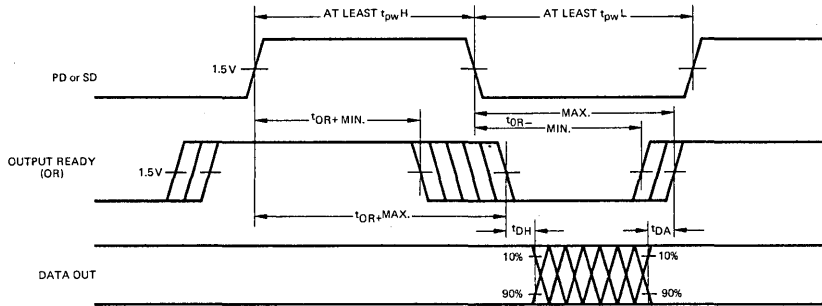 AT LEAST tpwH
AT LEAST tpwL
PD or SD
1.5 V
MAX.
tOR+ MIN.
tOR–
MIN.
OUTPUT READY
(OR)
1.5V
tOR+ MAX.
tDH
tDA
DATA OUT
10%
10%
90%
90%